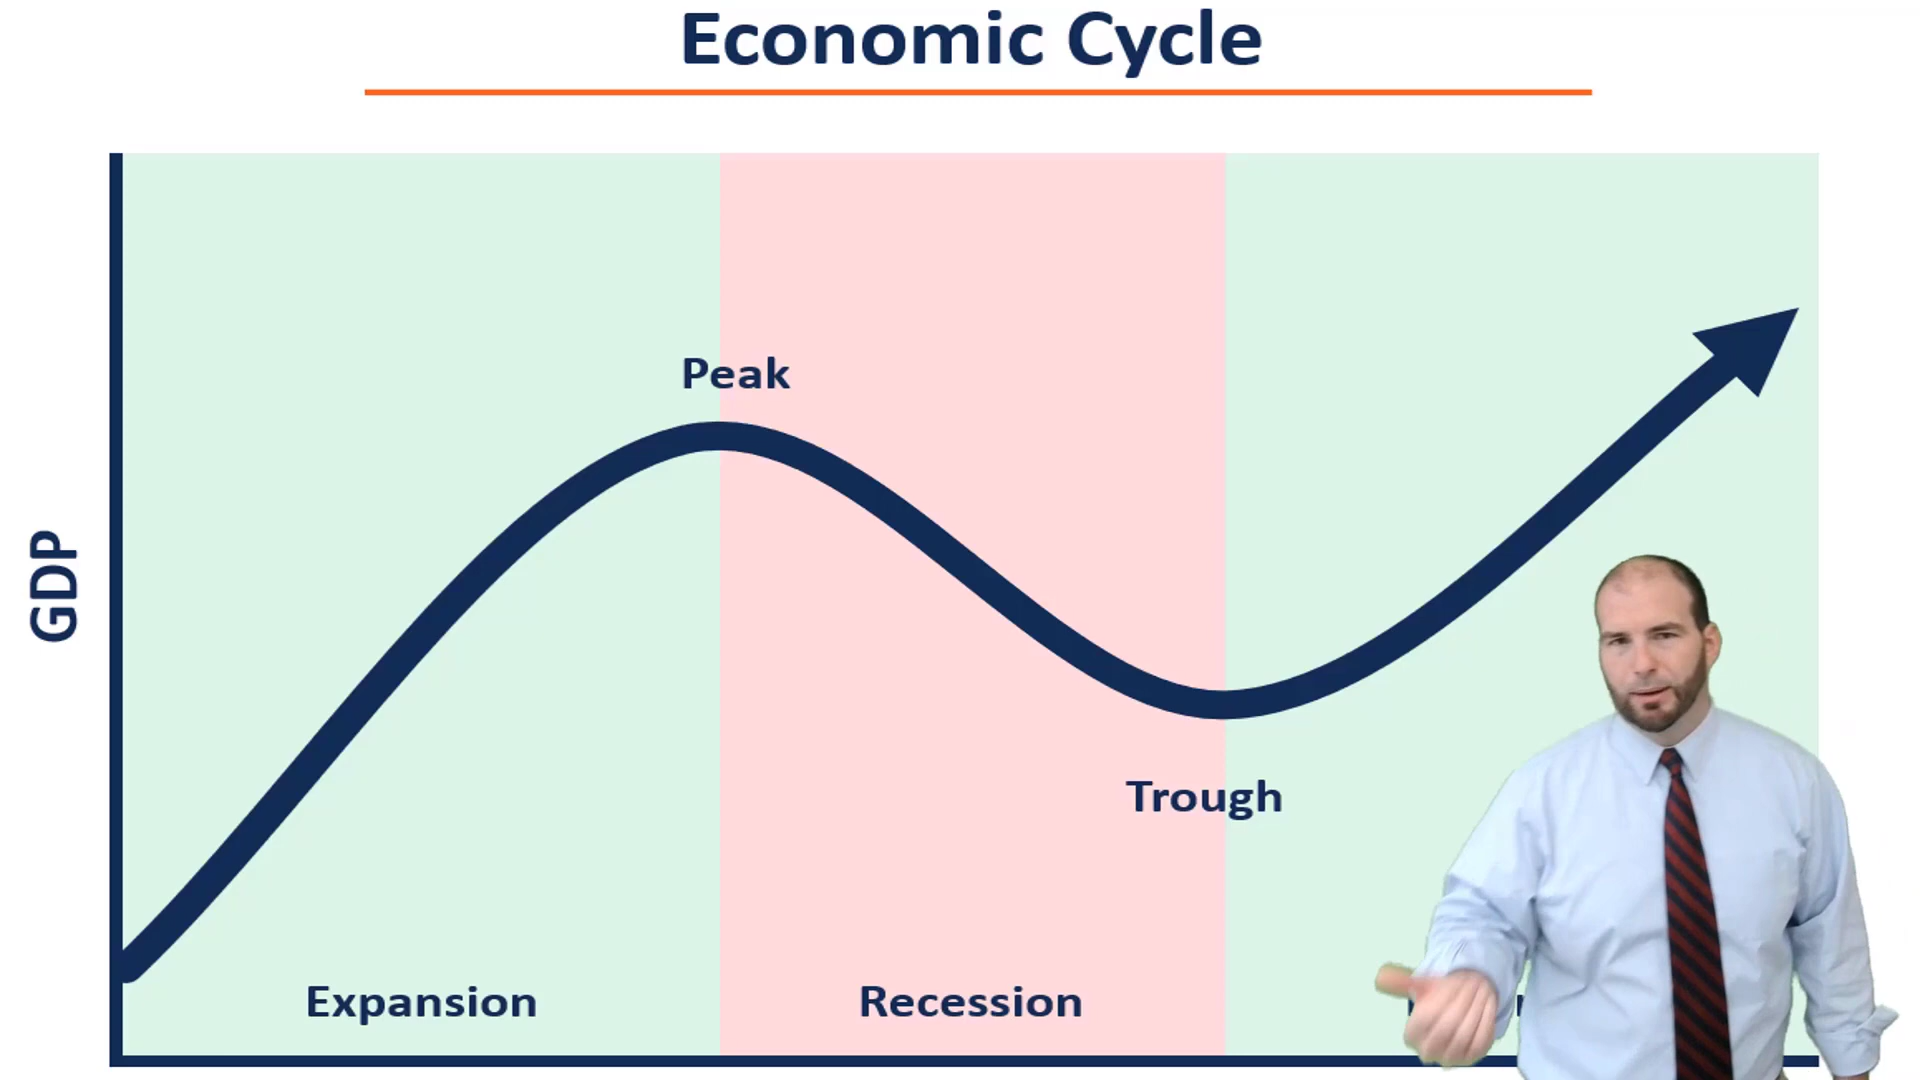 Economic Cycle
Peak
GDP
Trough
Expansion
Recession